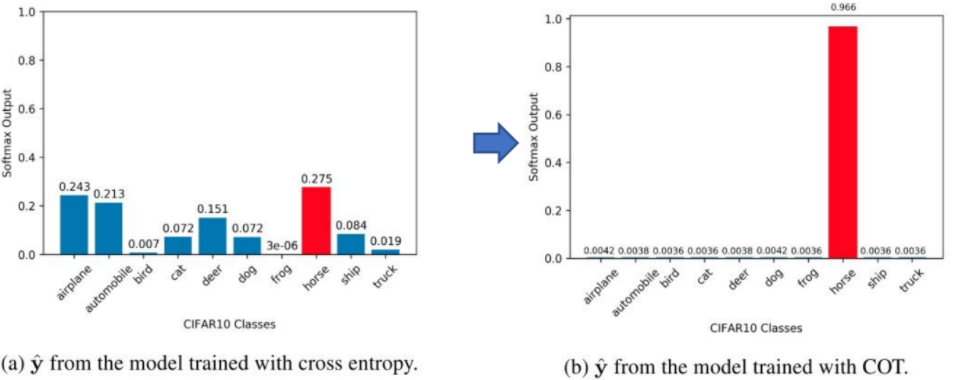 1.0
0.8
0.6
0.4
0.2
0.0
Softmax Output
0.243
0.213
0.007
0.072
0.151
0.072
3e-06
0.275
0.084
0.019
airplane
automobile
bird
cat
deer
dog
frog
horse
ship
truck
CIFAR10 Classes
(a) ŷ from the model trained with cross entropy.
1.0
0.8
0.6
0.4
0.2
0.0
Softmax Output
0.0042
0.0038
0.0036
0.0036
0.0038
0.0042
0.0036
0.966
0.0036
0.0036
airplane
automobile
bird
cat
deer
dog
frog
horse
ship
truck
CIFAR10 Classes
(b) ŷ from the model trained with COT.